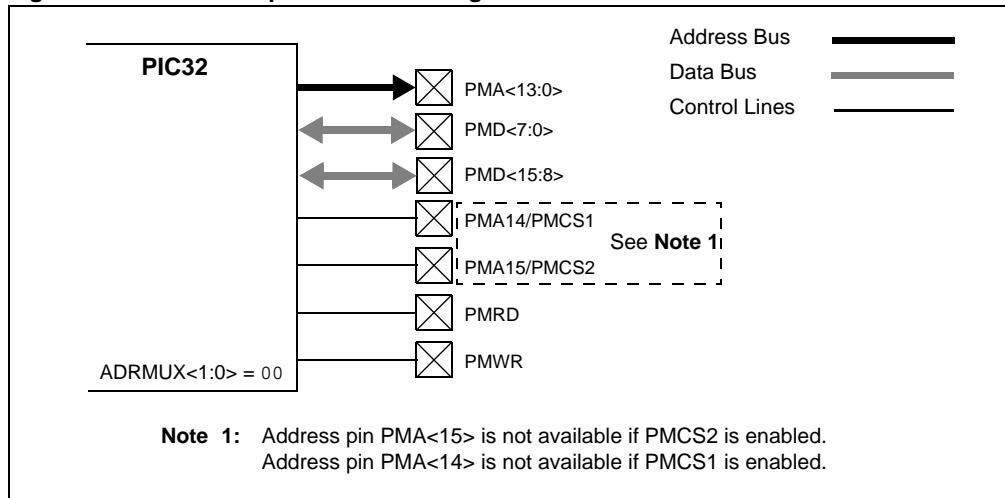 PIC32
Address Bus
Data Bus
Control Lines
PMA<13:0>
PMD<7:0>
PMD<15:8>
PMA14/PMCS1
See Note 1
PMA15/PMCS2
PMRD
PMWR
ADRMUX<1:0> = 00
Note 1: Address pin PMA<15> is not available if PMCS2 is enabled.
Address pin PMA<14> is not available if PMCS1 is enabled.